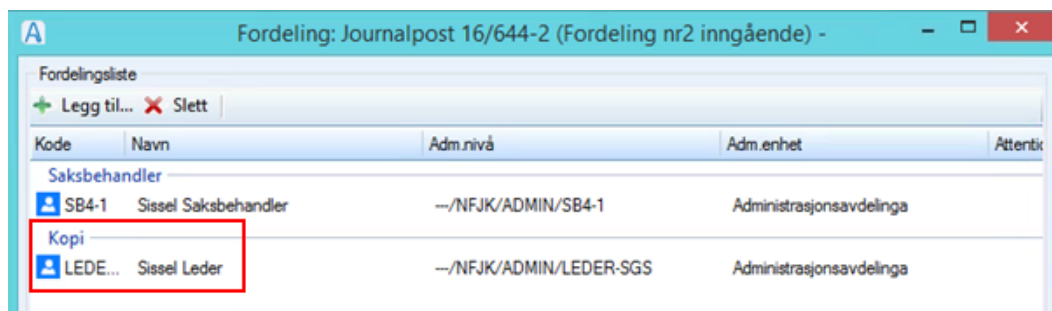 Fordeling: Journalpost 16/644-2 (Fordeling nr2 inngående) -
Fordelingsliste
Legg til... Slett
Kode Navn Adm.nivå Adm.enhet Attentio
Saksbehandler
SB4-1 Sissel Saksbehandler ---/NFJK/ADMIN/SB4-1 Administrasjonsavdelinga
Kopi
LEDE... Sissel Leder ---/NFJK/ADMIN/LEDER-SGS Administrasjonsavdelinga